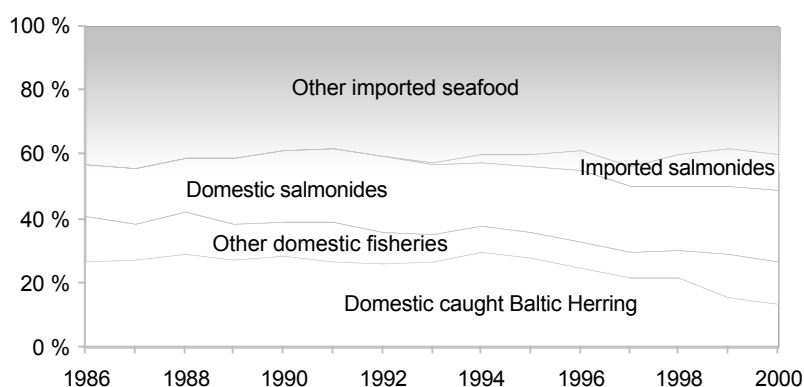 100 %
80 %
60 %
40 %
20 %
0 %
Other imported seafood
Imported salmonides
Domestic salmonides
Other domestic fisheries
Domestic caught Baltic Herring
1986 1988 1990 1992 1994 1996 1998 2000